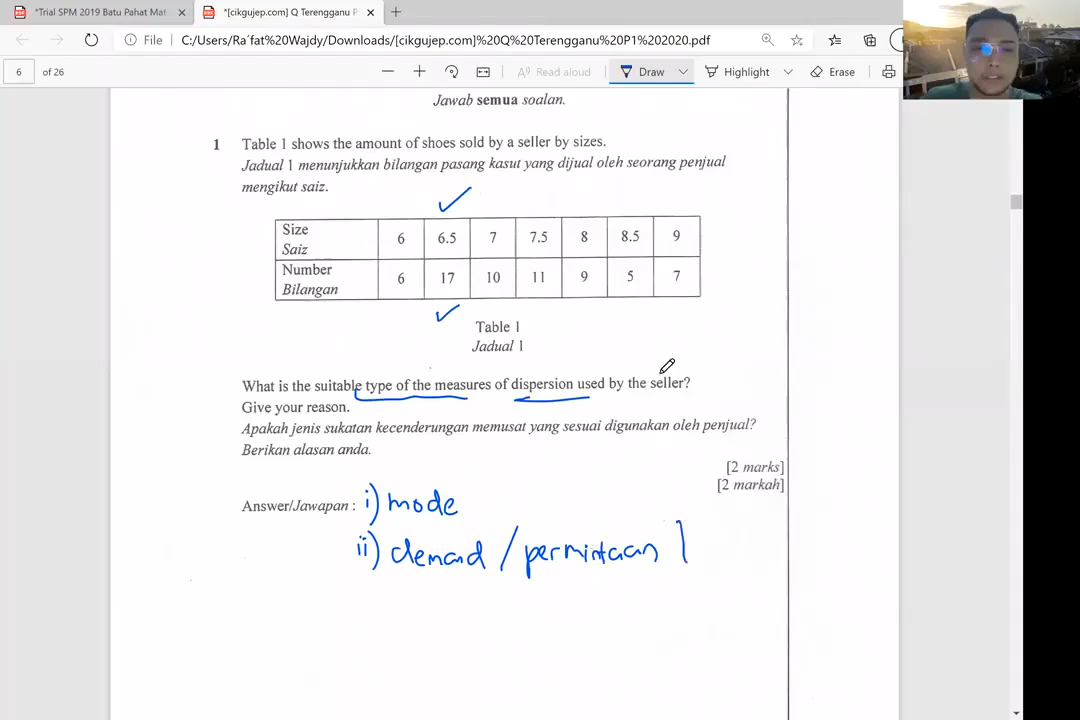 *Trial SPM 2019 Batu Pahat Mat
*[cikgujep.com] Q Terengganu P
File
C:/Users/Ra´fat%20Wajdy/Downloads/[cikgujep.com]%20Q%20Terengganu%20P1%202020.pdf
6 of 26
Read aloud
Draw
Highlight
Erase
Jawab semua soalan.
1 Table 1 shows the amount of shoes sold by a seller by sizes.
Jadual 1 menunjukkan bilangan pasang kasut yang dijual oleh seorang penjual
mengikut saiz.
Size
Saiz
6 6.5 7 7.5 8 8.5 9
Number
Bilangan
6 17 10 11 9 5 7
Table 1
Jadual 1
What is the suitable type of the measures of dispersion used by the seller?
Give your reason.
Apakah jenis sukatan kecenderungan memusat yang sesuai digunakan oleh penjual?
Berikan alasan anda.
[2 marks]
[2 markah]
Answer/Jawapan : i) mode
ii) demand / permintaan